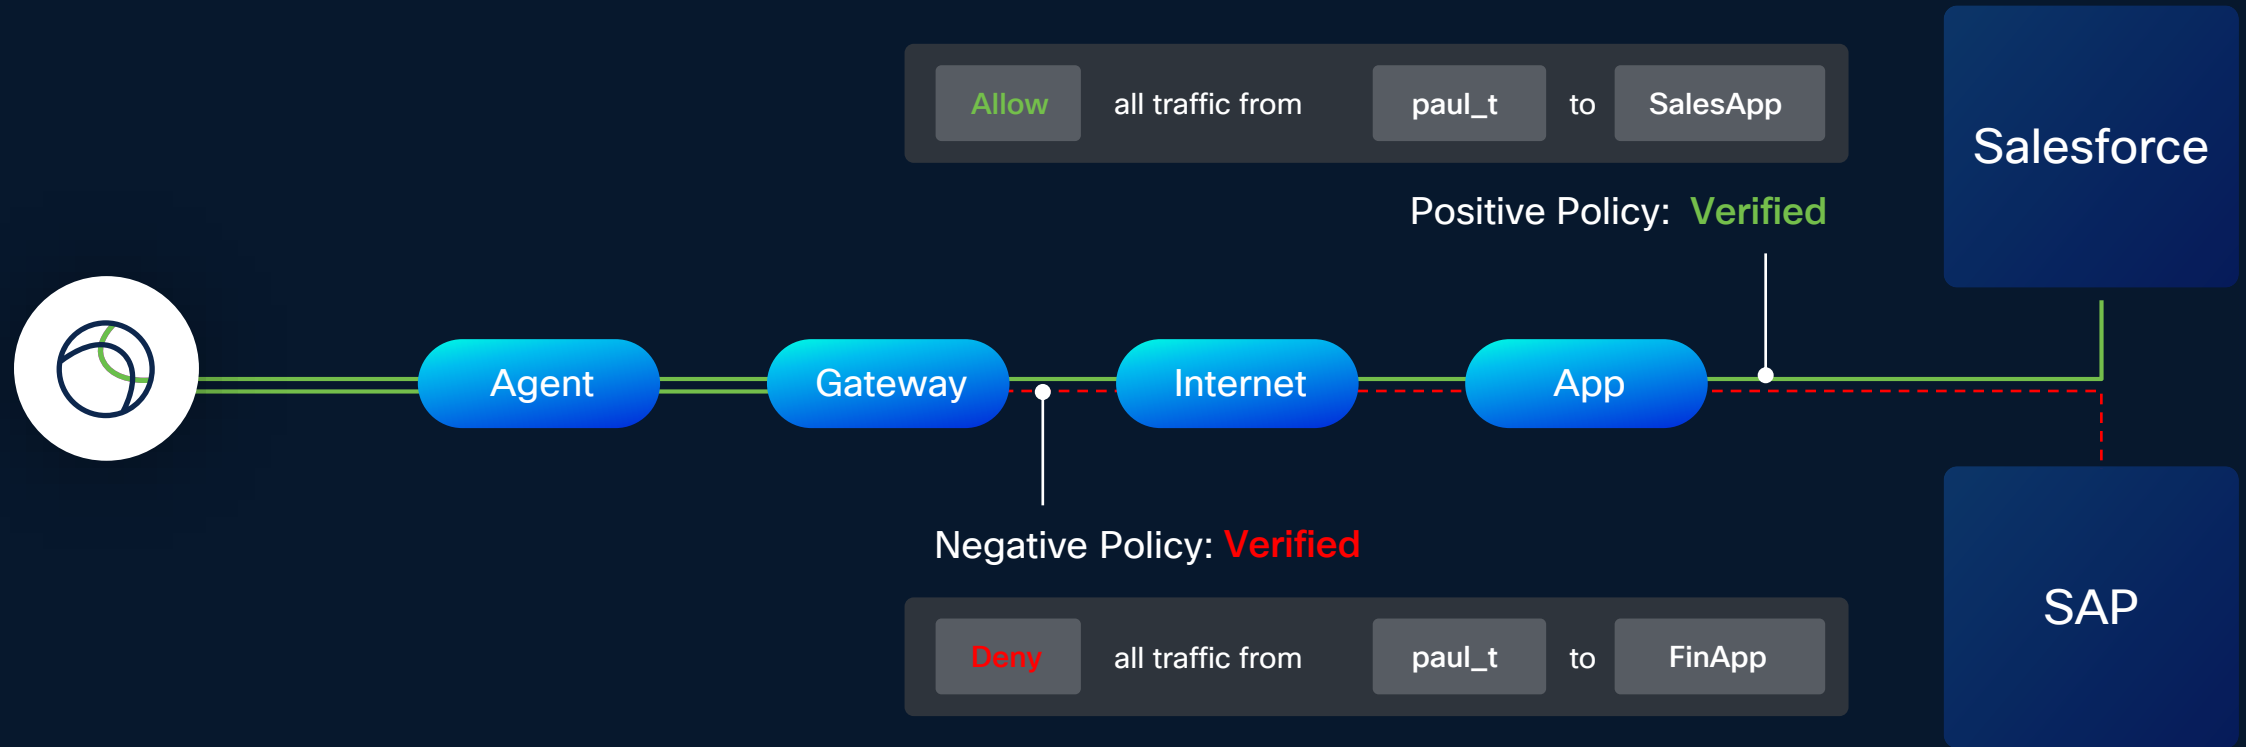 Allow all traffic from paul_t to SalesApp
Salesforce
Positive Policy: Verified
Agent Gateway Internet App
Negative Policy: Verified
SAP
Deny all traffic from paul_t to FinApp